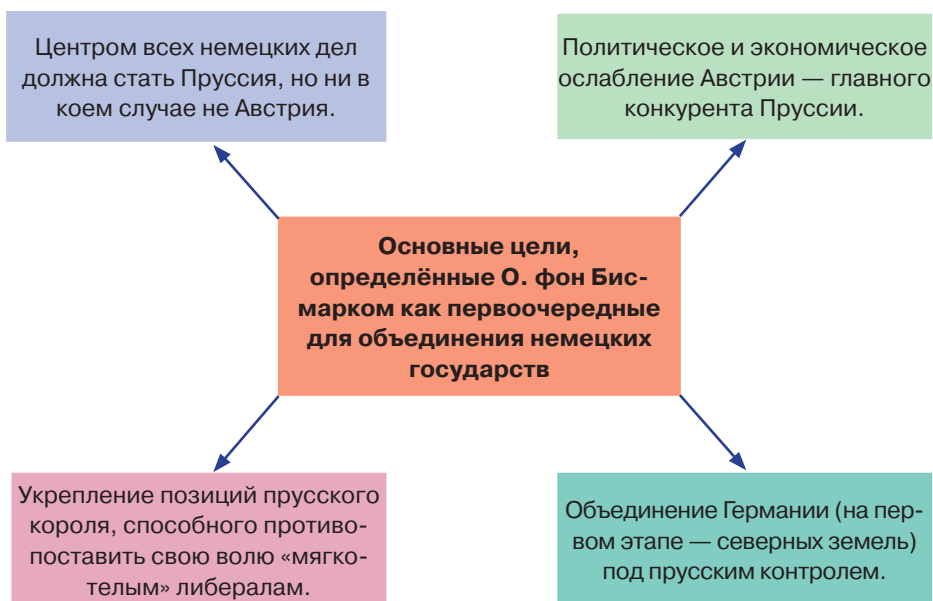 Центром всех немецких дел
должна стать Пруссия, но ни в
коем случае не Австрия.
Политическое и экономическое
ослабление Австрии — главного
конкурента Пруссии.
Основные цели,
определённые О. фон Бис-
марком как первоочередные
для объединения немецких
государств
Укрепление позиций прусского
короля, способного противо-
поставить свою волю «мягко-
телым» либералам.
Объединение Германии (на пер-
вом этапе — северных земель)
под прусским контролем.